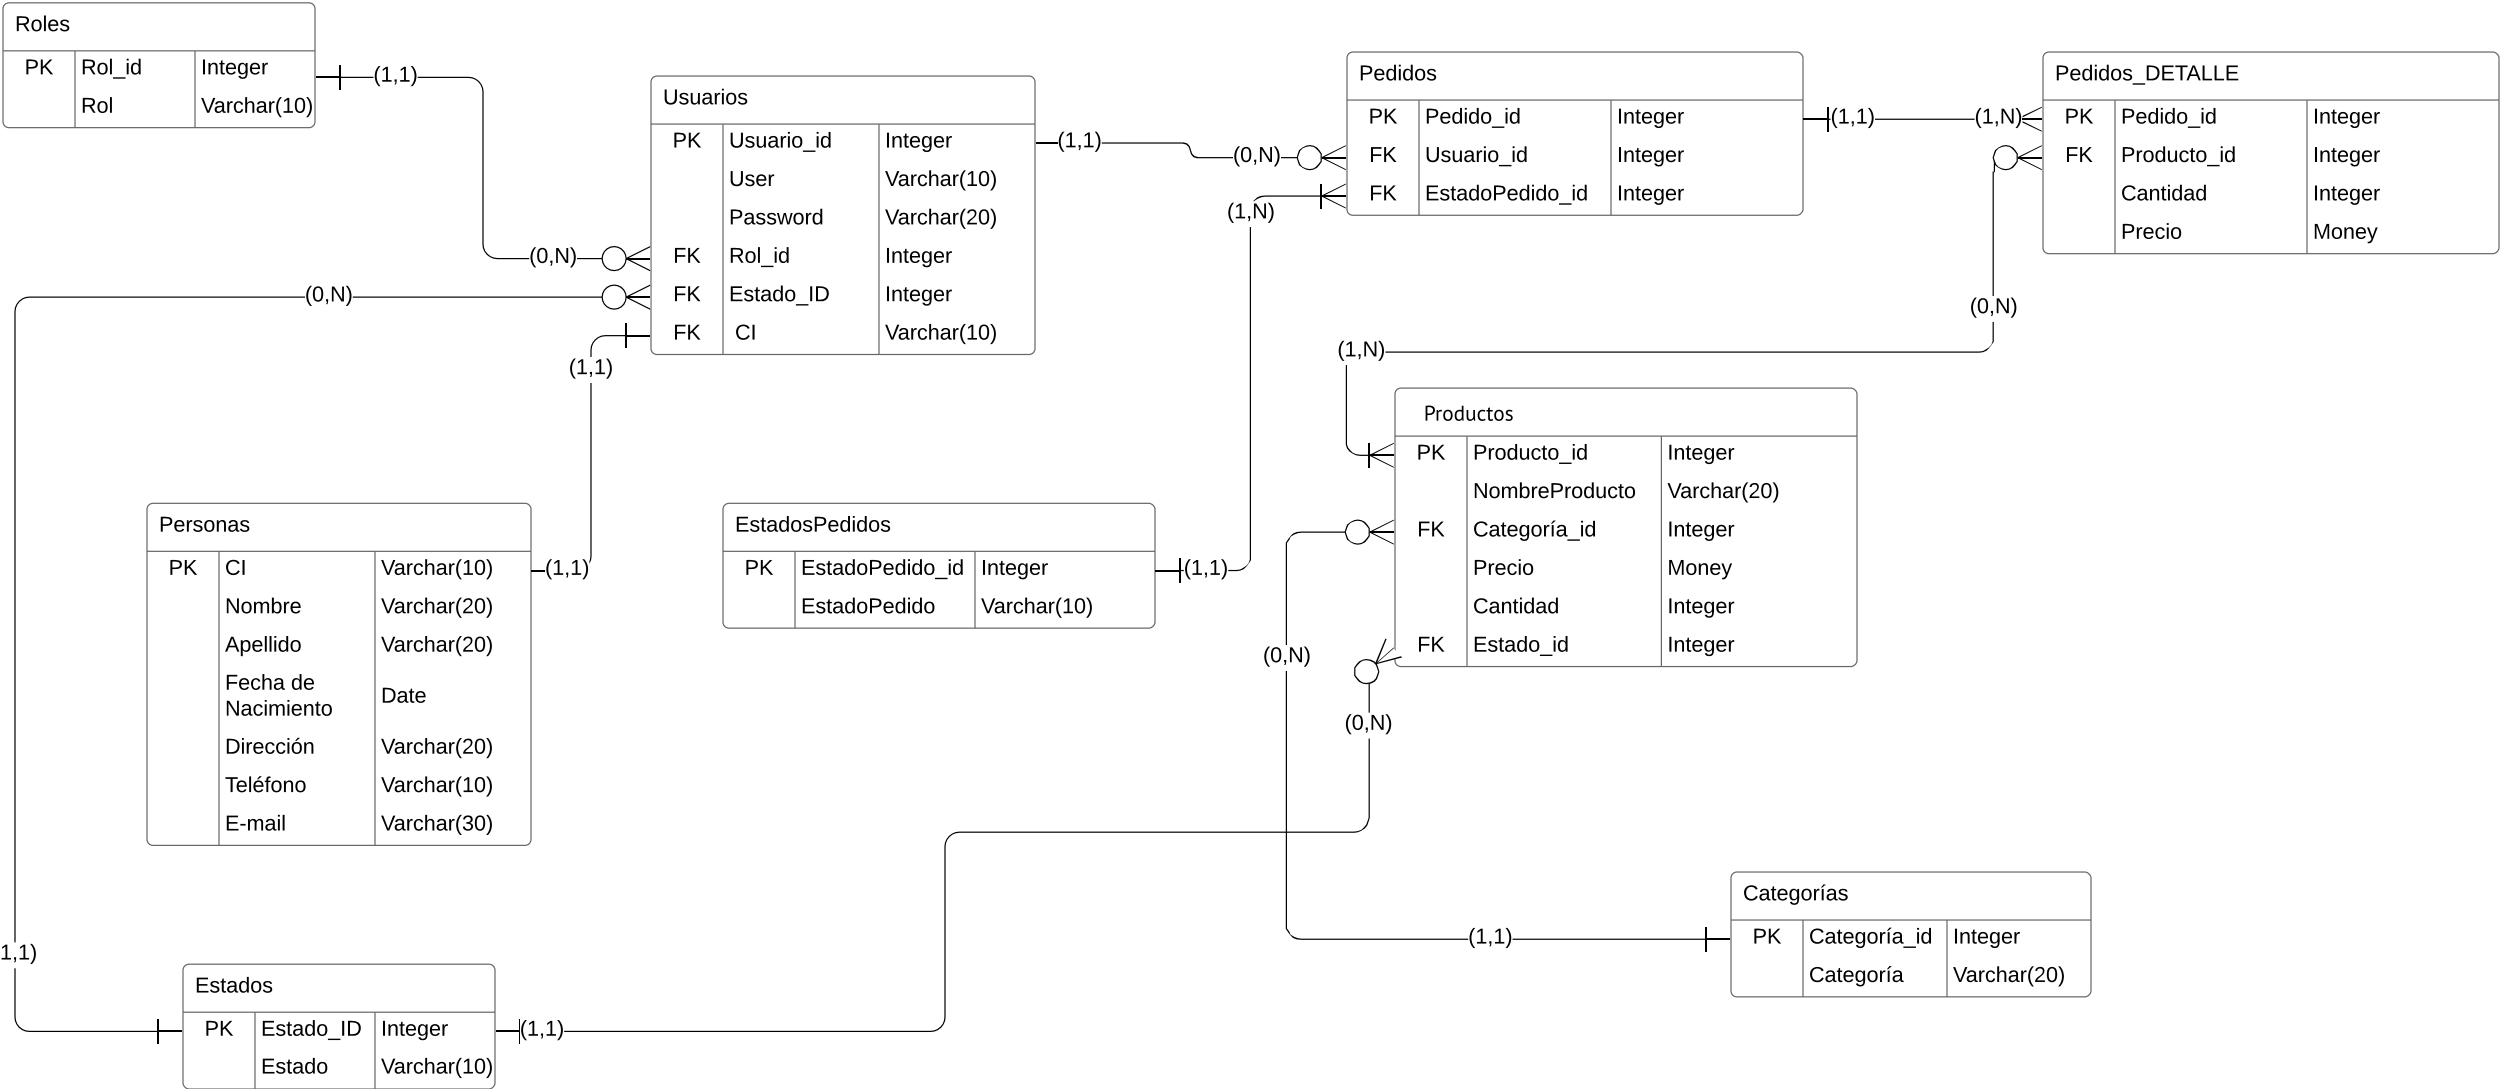 Roles
PK Rol_id Integer
Rol Varchar(10)
(1,1)
(0,N)
Usuarios
PK Usuario_id Integer
User Varchar(10)
Password Varchar(20)
FK Rol_id Integer
FK Estado_ID Integer
FK CI Varchar(10)
(1,1)
(0,N)
Pedidos
PK Pedido_id Integer
FK Usuario_id Integer
FK EstadoPedido_id Integer
(1,1)
(1,N)
Pedidos_DETALLE
PK Pedido_id Integer
FK Producto_id Integer
Cantidad Integer
Precio Money
(1,N)
(0,N)
(0,N)
(1,1)
(1,N)
Productos
PK Producto_id Integer
NombreProducto Varchar(20)
FK Categoría_id Integer
Precio Money
Cantidad Integer
FK Estado_id Integer
Personas
PK CI Varchar(10)
Nombre Varchar(20)
Apellido Varchar(20)
Fecha de
Nacimiento Date
Dirección Varchar(20)
Teléfono Varchar(10)
E-mail Varchar(30)
(1,1)
EstadosPedidos
PK EstadoPedido_id Integer
EstadoPedido Varchar(10)
(1,1)
(0,N)
(0,N)
Categorías
PK Categoría_id Integer
Categoría Varchar(20)
(1,1)
1,1)
Estados
PK Estado_ID Integer
Estado Varchar(10)
(1,1)